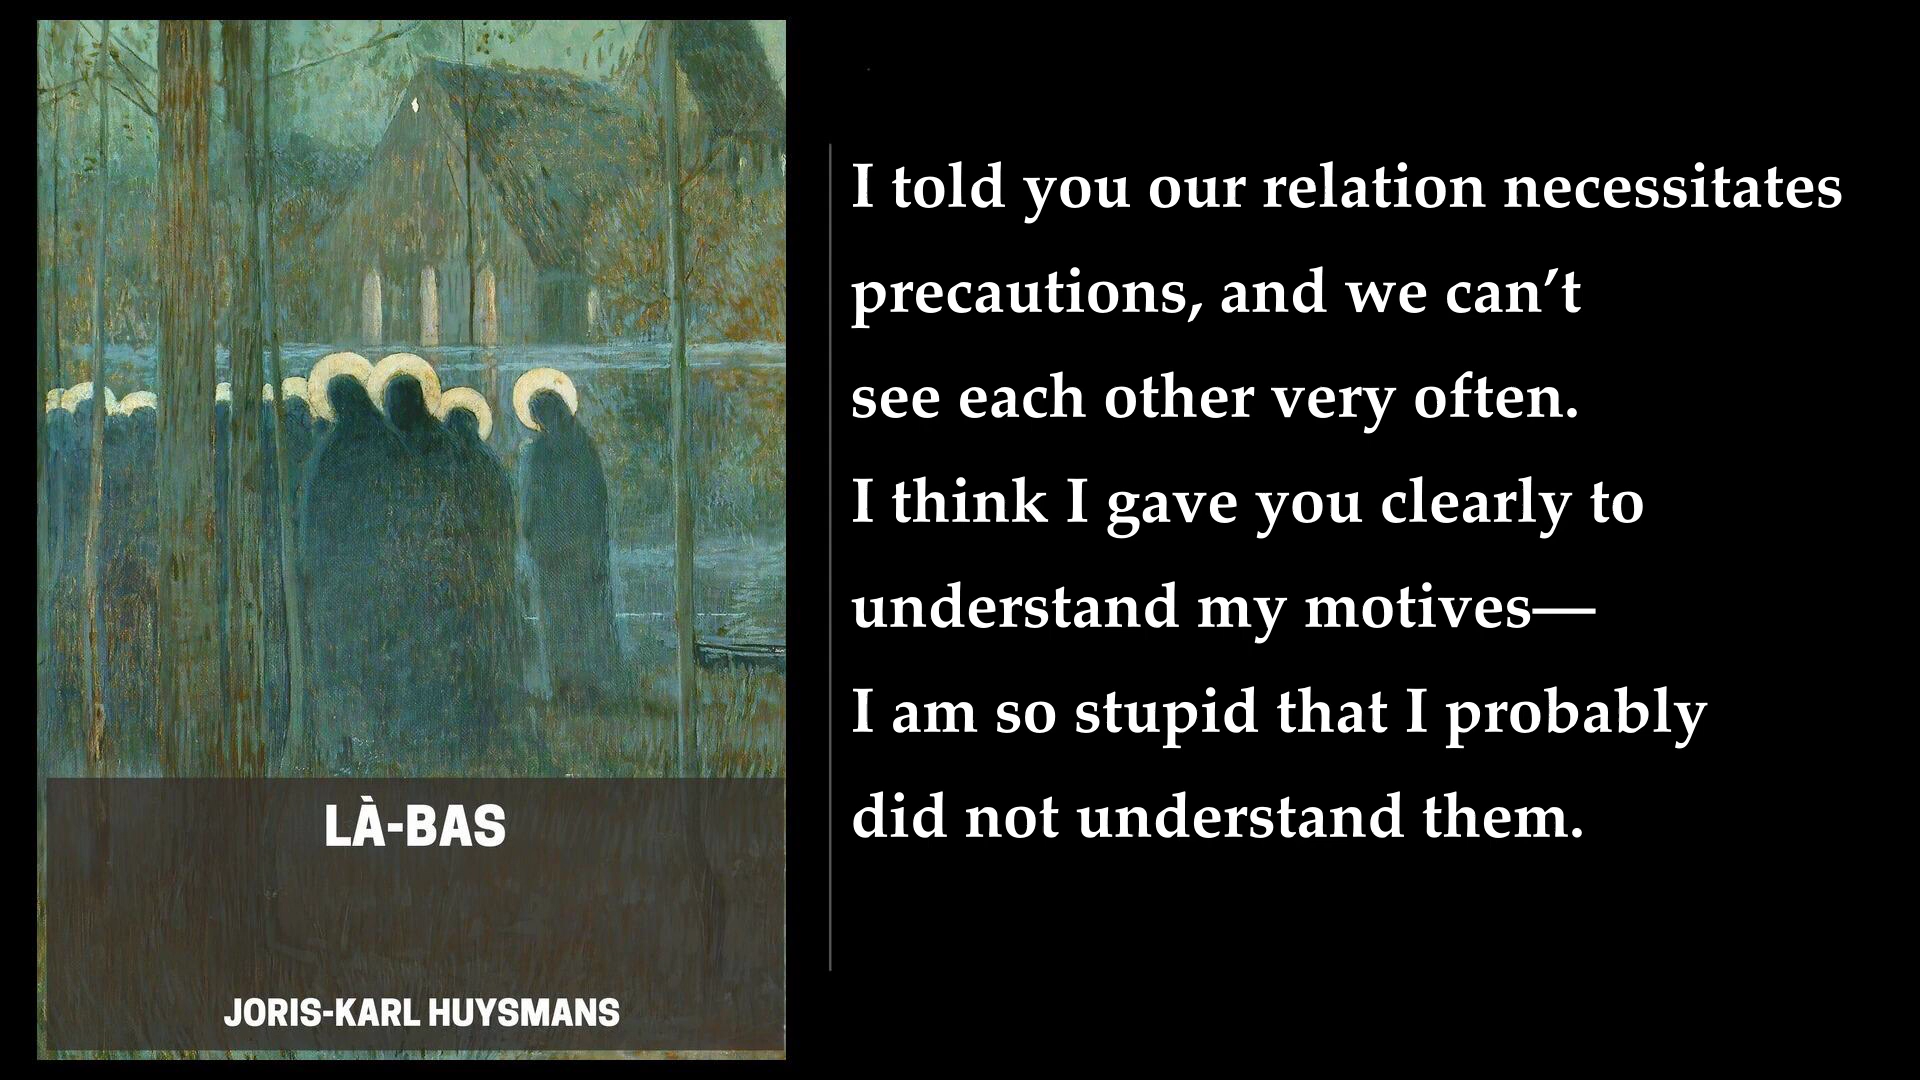 LÀ-BAS
JORIS-KARL HUYSMANS
I told you our relation necessitates
precautions, and we can’t
see each other very often.
I think I gave you clearly to
understand my motives—
I am so stupid that I probably
did not understand them.